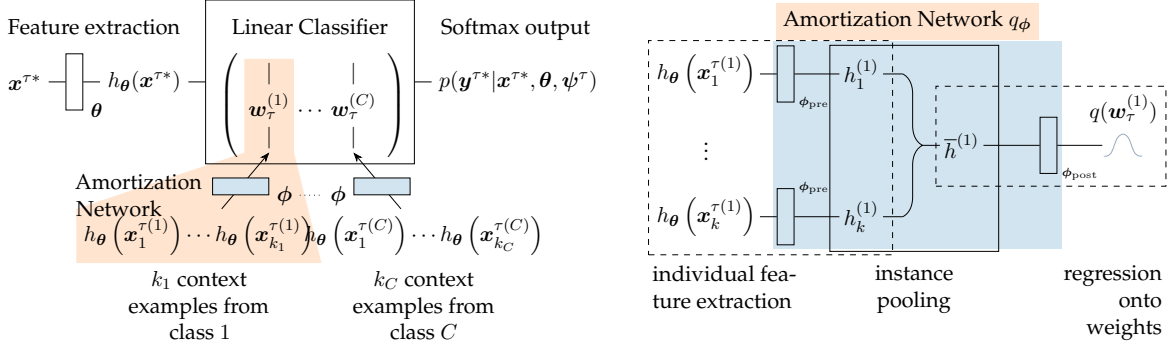 Feature extraction
Linear Classifier
Softmax output
𝒙^{τ*}
𝜽
h_𝜽(𝒙^{τ*})
𝒘_τ^{(1)} ⋯ 𝒘_τ^{(C)}
p(𝒚^{τ*}|𝒙^{τ*}, 𝜽, 𝝍^τ)
Amortization
Network
𝝓 ..... 𝝓
h_𝜽(𝒙_1^{τ(1)}) ⋯ h_𝜽(𝒙_{k_1}^{τ(1)})
h_𝜽(𝒙_1^{τ(C)}) ⋯ h_𝜽(𝒙_{k_C}^{τ(C)})
k_1 context
examples from
class 1
k_C context
examples from
class C
Amortization Network q_𝝓
h_𝜽(𝒙_1^{τ(1)})
𝝓_pre
h_1^{(1)}
⋮
h_𝜽(𝒙_k^{τ(1)})
𝝓_pre
h_k^{(1)}
h̅^{(1)}
𝝓_post
q(𝒘_τ^{(1)})
individual fea-
ture extraction
instance
pooling
regression
onto
weights